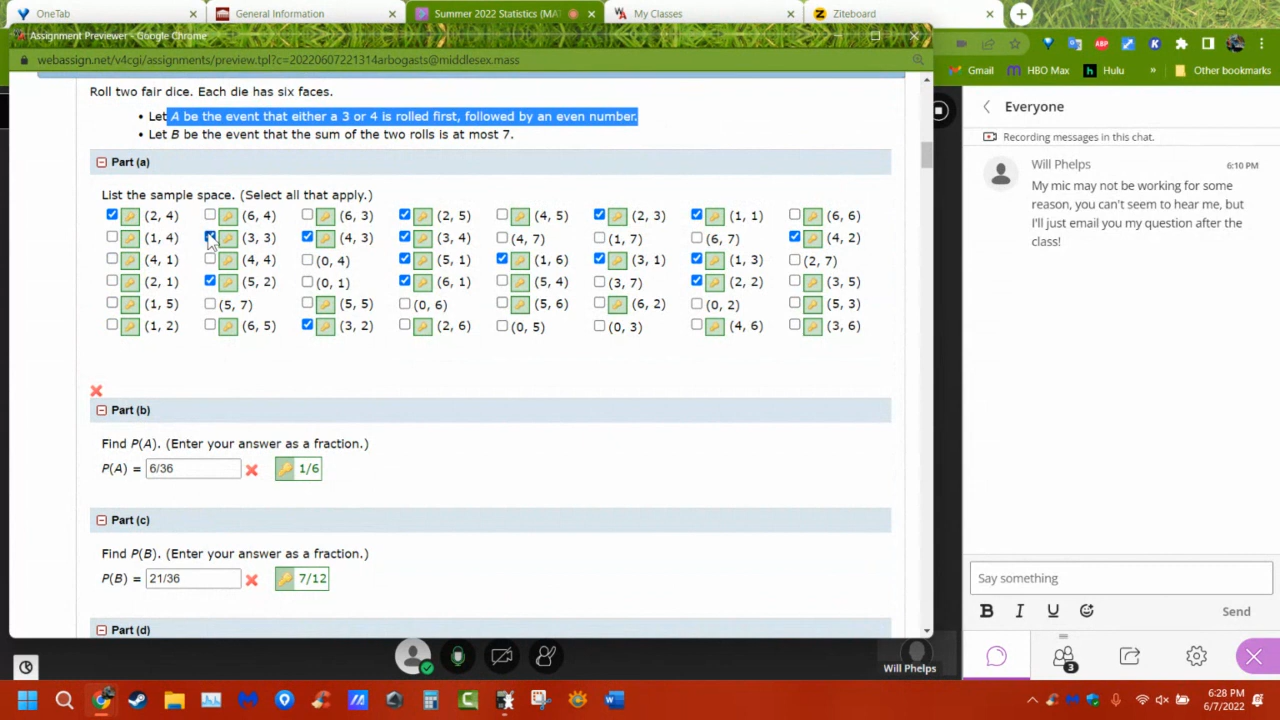 OneTab
General Information
Summer 2022 Statistics (MA
My Classes
Ziteboard
Assignment Previewer - Google Chrome
webassign.net/v4cgi/assignments/preview.tpl?c=20220607221314arbogasts@middlesex.mass
ABP
K
Gmail
HBO Max
Hulu
»
Other bookmarks
Roll two fair dice. Each die has six faces.
• Let A be the event that either a 3 or 4 is rolled first, followed by an even number.
• Let B be the event that the sum of the two rolls is at most 7.
Part (a)
List the sample space. (Select all that apply.)
(2, 4) (6, 4) (6, 3) (2, 5) (4, 5) (2, 3) (1, 1) (6, 6)
(1, 4) (3, 3) (4, 3) (3, 4) (4, 7) (1, 7) (6, 7) (4, 2)
(4, 1) (4, 4) (0, 4) (5, 1) (1, 6) (3, 1) (1, 3) (2, 7)
(2, 1) (5, 2) (0, 1) (6, 1) (5, 4) (3, 7) (2, 2) (3, 5)
(1, 5) (5, 7) (5, 5) (0, 6) (5, 6) (6, 2) (0, 2) (5, 3)
(1, 2) (6, 5) (3, 2) (2, 6) (0, 5) (0, 3) (4, 6) (3, 6)
Part (b)
Find P(A). (Enter your answer as a fraction.)
P(A) = 6/36 1/6
Part (c)
Find P(B). (Enter your answer as a fraction.)
P(B) = 21/36 7/12
Part (d)
Everyone
Recording messages in this chat.
Will Phelps 6:10 PM
My mic may not be working for some
reason, you can't seem to hear me, but
I'll just email you my question after the
class!
Say something
B I U
Send
3
Will Phelps
6:28 PM
6/7/2022